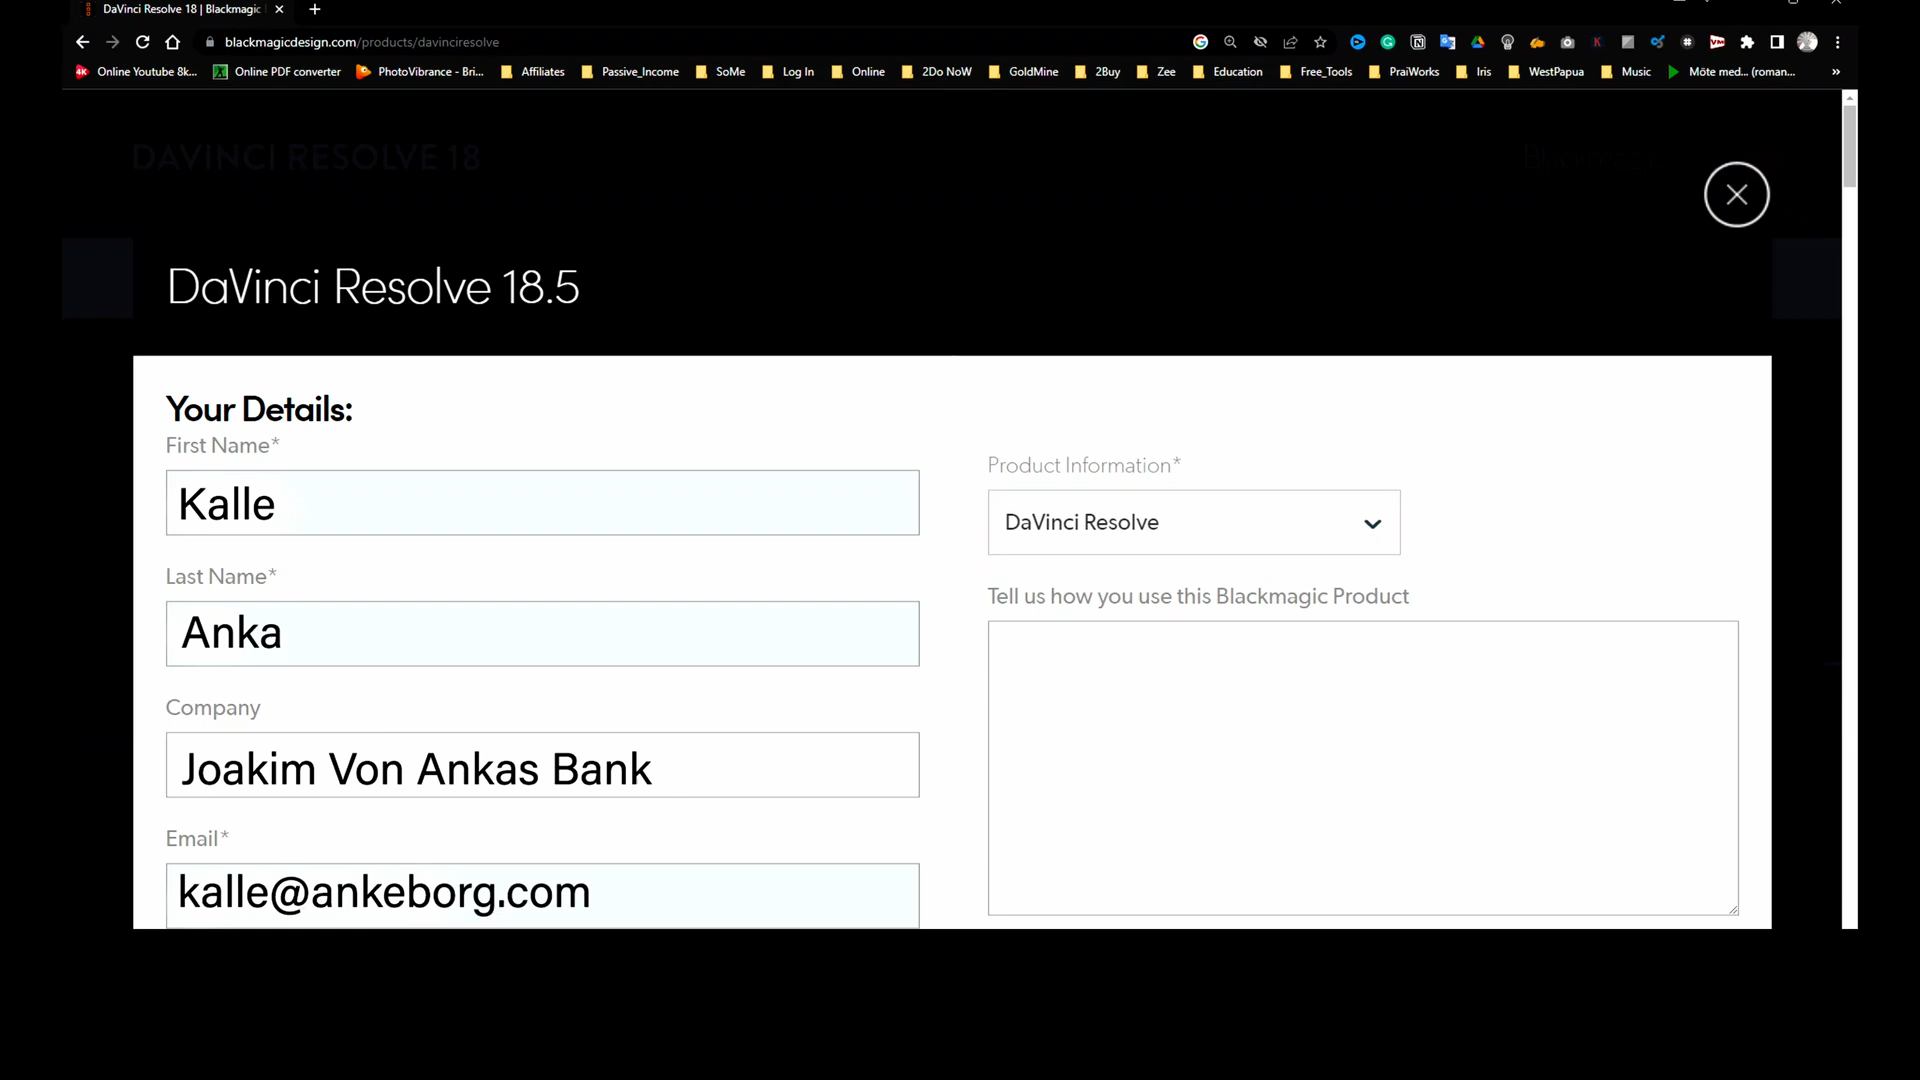 DaVinci Resolve 18 | Blackmagic
blackmagicdesign.com/products/davinciresolve
Online Youtube 8k... Online PDF converter PhotoVibrance - Bri... Affiliates Passive_Income SoMe Log In Online 2Do NoW GoldMine 2Buy Zee Education Free_Tools PraiWorks Iris WestPapua Music Möte med... (roman... »
DAVINCI RESOLVE 18
DaVinci Resolve 18.5
Your Details:
First Name*
Kalle
Last Name*
Anka
Company
Joakim Von Ankas Bank
Email*
kalle@ankeborg.com
Product Information*
DaVinci Resolve
Tell us how you use this Blackmagic Product